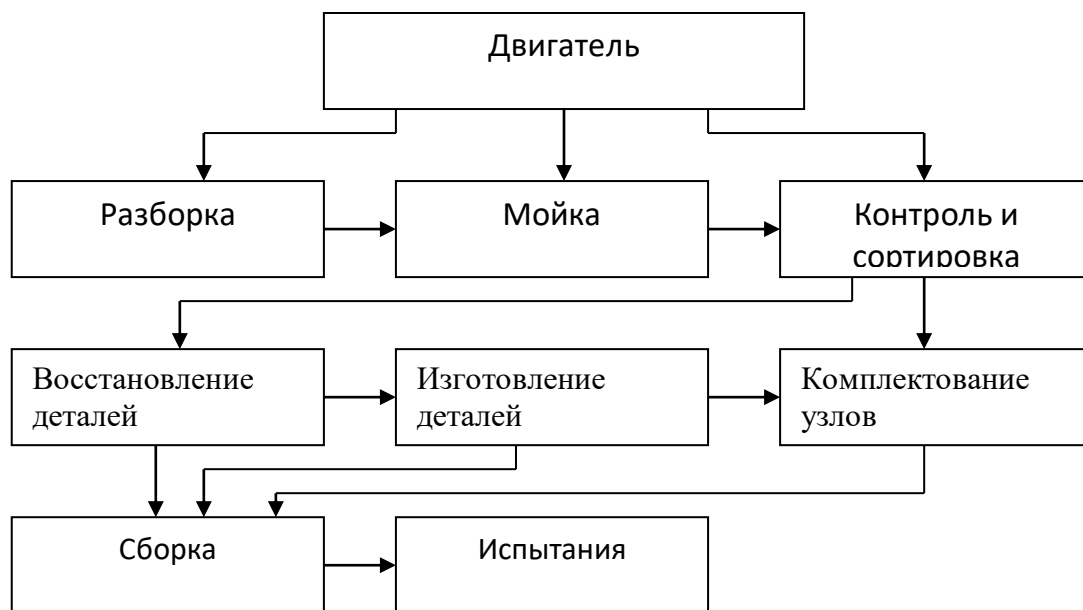 Двигатель
Разборка
Мойка
Контроль и
сортировка
Восстановление
деталей
Изготовление
деталей
Комплектование
узлов
Сборка
Испытания